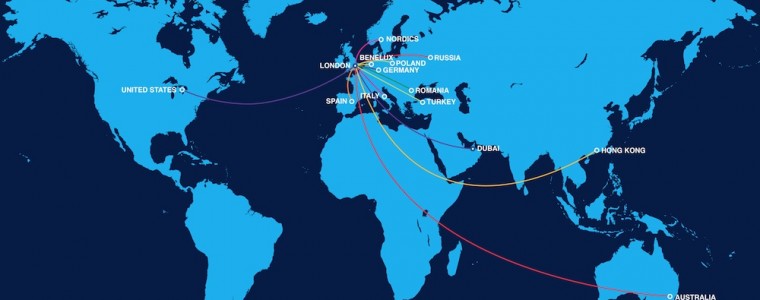 NORDICS
BENELUX
RUSSIA
LONDON
POLAND
GERMANY
UNITED STATES
ROMANIA
ITALY
SPAIN
TURKEY
DUBAI
HONG KONG
AUSTRALIA